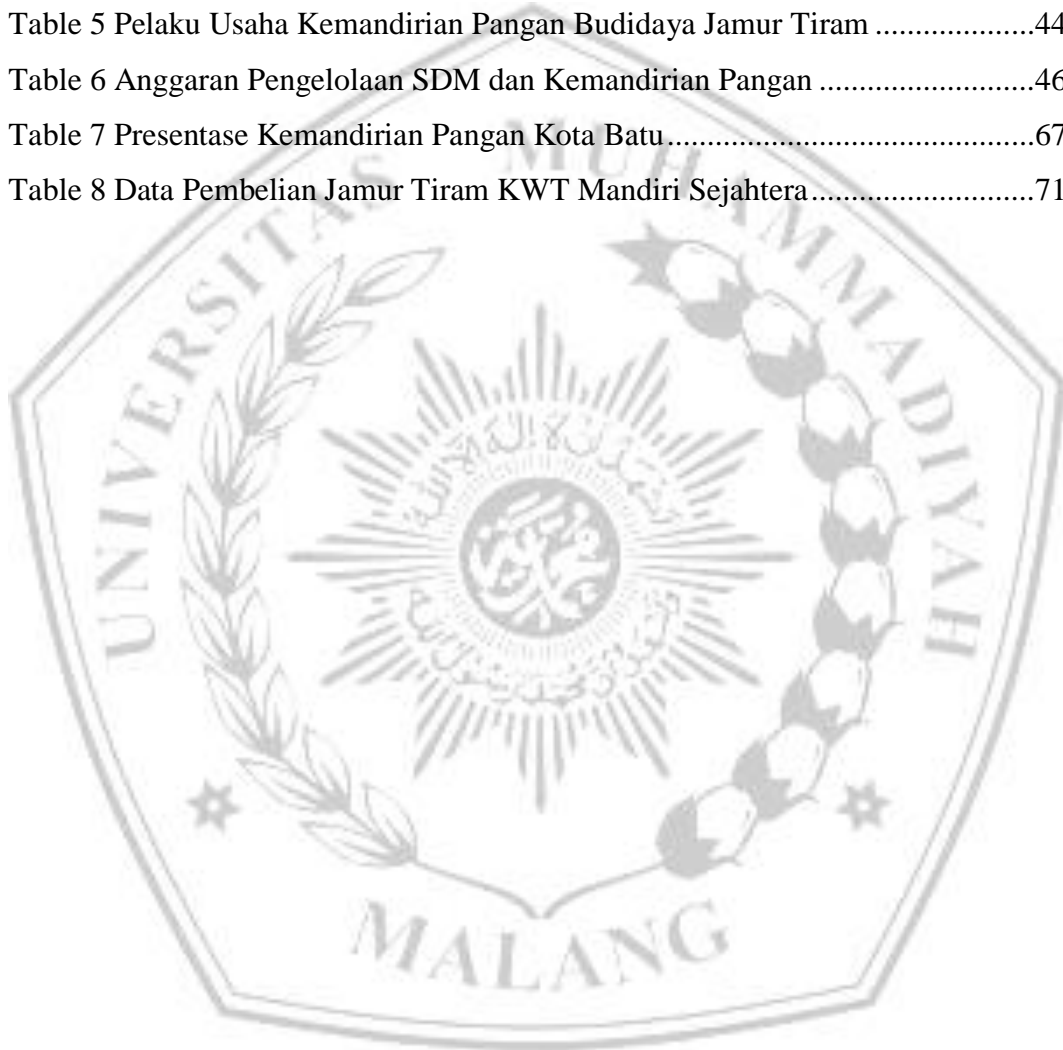 Table 5 Pelaku Usaha Kemandirian Pangan Budidaya Jamur Tiram ...................44
Table 6 Anggaran Pengelolaan SDM dan Kemandirian Pangan .........................46
Table 7 Presentase Kemandirian Pangan Kota Batu...........................................67
Table 8 Data Pembelian Jamur Tiram KWT Mandiri Sejahtera..........................71
UNIVERSITAS MUHAMMADIYAH
MALANG